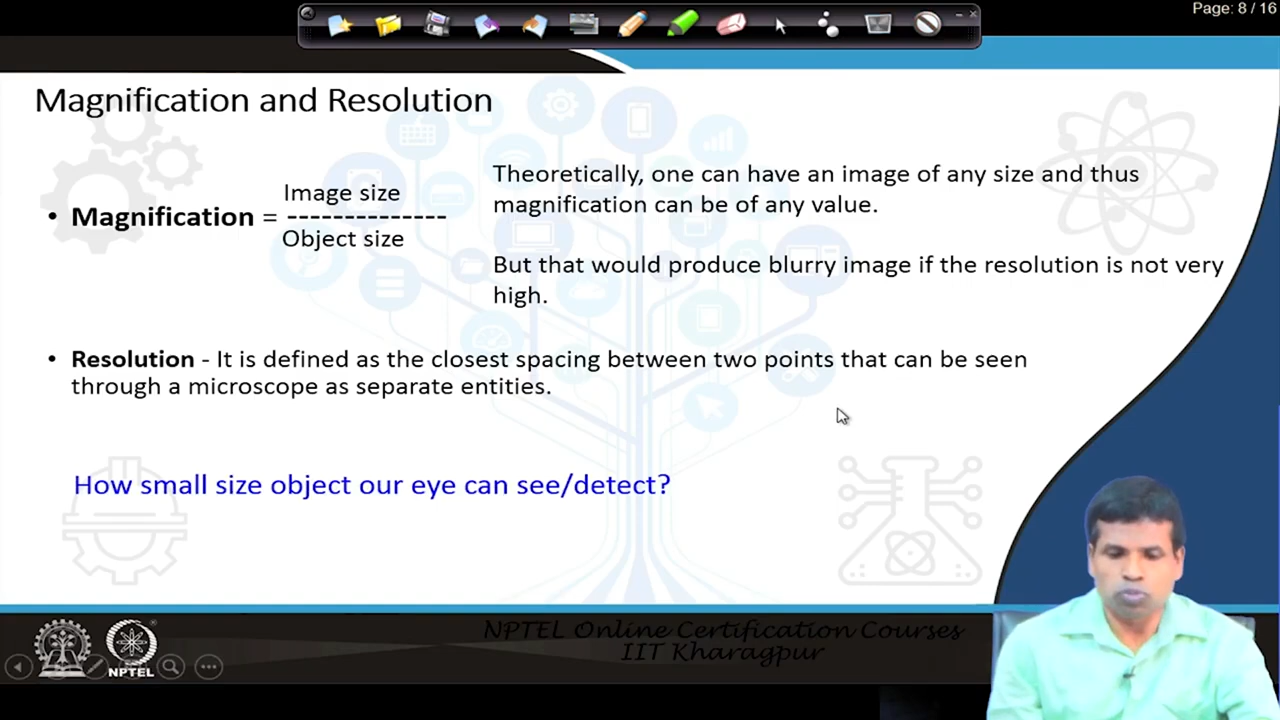 Page: 8 / 16
Magnification and Resolution
• Magnification = Image size
--------------
Object size
Theoretically, one can have an image of any size and thus
magnification can be of any value.
But that would produce blurry image if the resolution is not very
high.
• Resolution - It is defined as the closest spacing between two points that can be seen
through a microscope as separate entities.
How small size object our eye can see/detect?
NPTEL Online Certification Courses
IIT Kharagpur
NPTEL